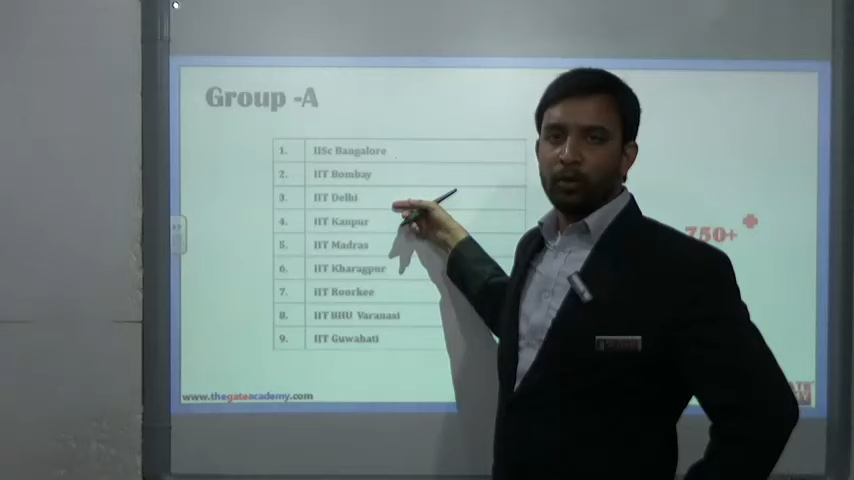 Group -A
1. IISc Bangalore
2. IIT Bombay
3. IIT Delhi
4. IIT Kanpur
5. IIT Madras
6. IIT Kharagpur
7. IIT Roorkee
8. IIT BHU Varanasi
9. IIT Guwahati
750+
www.thegateacademy.com